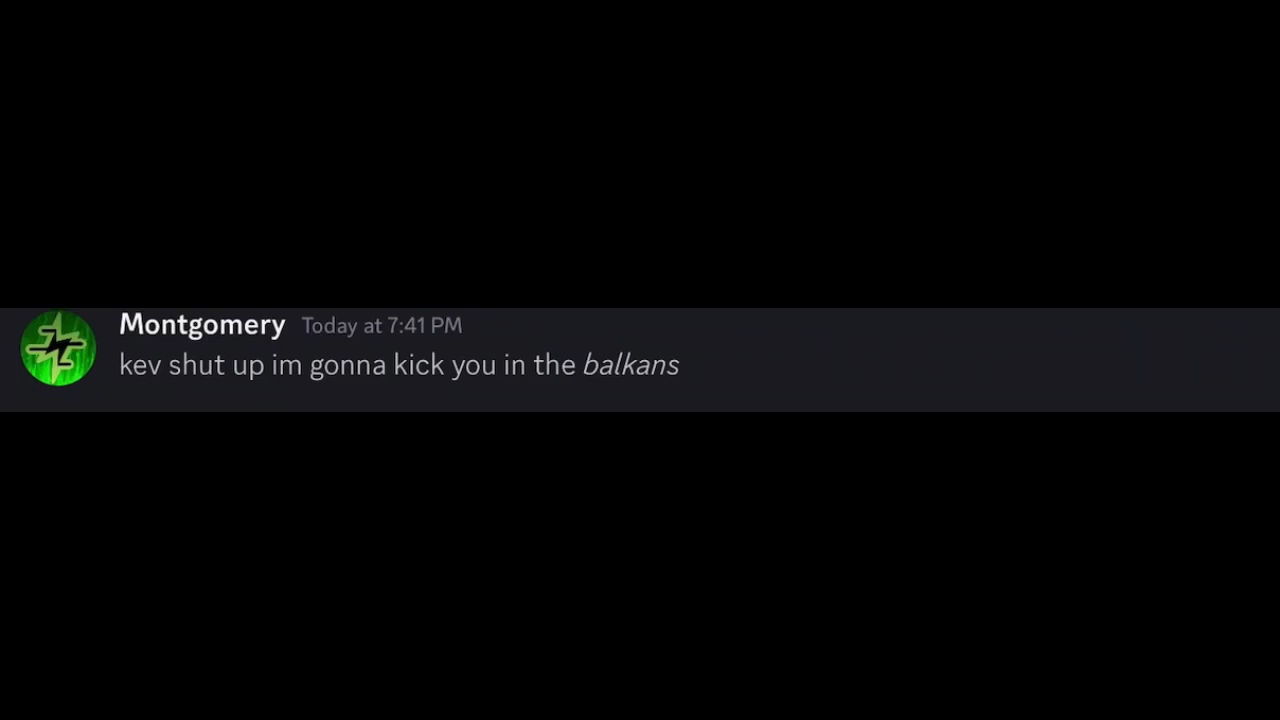 Montgomery Today at 7:41 PM
kev shut up im gonna kick you in the balkans